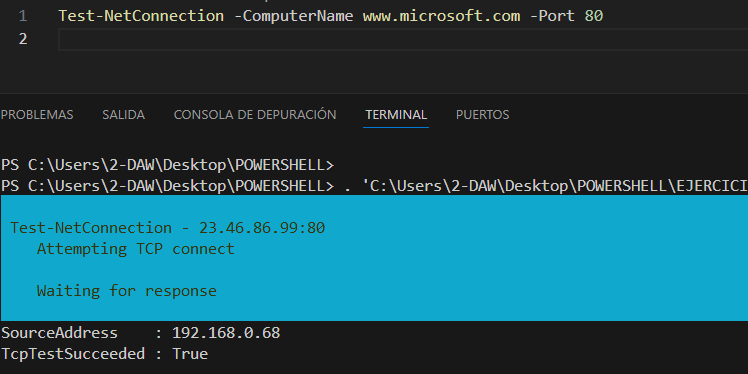 1 Test-NetConnection -ComputerName www.microsoft.com -Port 80
2
PROBLEMAS SALIDA CONSOLA DE DEPURACIÓN TERMINAL PUERTOS
PS C:\Users\2-DAW\Desktop\POWERSHELL>
PS C:\Users\2-DAW\Desktop\POWERSHELL> . 'C:\Users\2-DAW\Desktop\POWERSHELL\EJERCICI
Test-NetConnection - 23.46.86.99:80
Attempting TCP connect
Waiting for response
SourceAddress : 192.168.0.68
TcpTestSucceeded : True